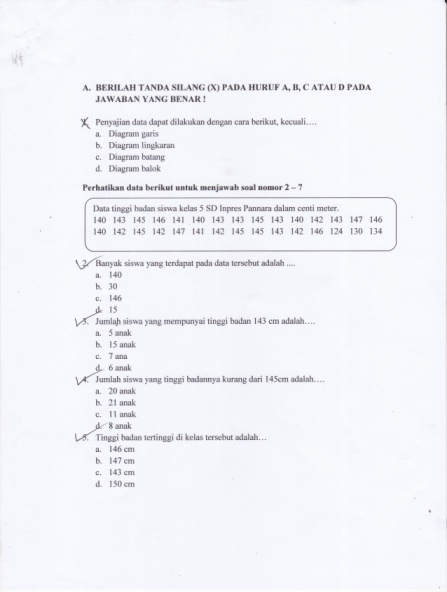 A. BERILAH TANDA SILANG (X) PADA HURUF A, B, C ATAU D PADA
JAWABAN YANG BENAR !
1. Penyajian data dapat dilakukan dengan cara berikut, kecuali….
a. Diagram garis
b. Diagram lingkaran
c. Diagram batang
d. Diagram balok
Perhatikan data berikut untuk menjawab soal nomor 2 – 7
Data tinggi badan siswa kelas 5 SD Inpres Pannara dalam centi meter.
140 143 145 146 141 140 143 143 145 143 140 142 143 147 146
140 142 145 142 147 141 142 145 145 143 142 146 124 130 134
2. Banyak siswa yang terdapat pada data tersebut adalah ....
a. 140
b. 30
c. 146
d. 15
3. Jumlah siswa yang mempunyai tinggi badan 143 cm adalah….
a. 5 anak
b. 15 anak
c. 7 ana
d. 6 anak
4. Jumlah siswa yang tinggi badannya kurang dari 145cm adalah….
a. 20 anak
b. 21 anak
c. 11 anak
d. 8 anak
5. Tinggi badan tertinggi di kelas tersebut adalah…
a. 146 cm
b. 147 cm
c. 143 cm
d. 150 cm